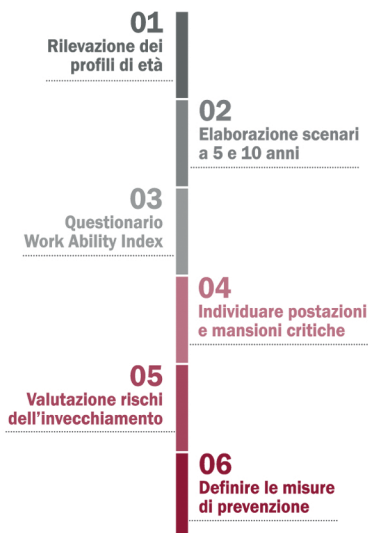 01
Rilevazione dei
profili di età
02
Elaborazione scenari
a 5 e 10 anni
03
Questionario
Work Ability Index
04
Individuare postazioni
e mansioni critiche
05
Valutazione rischi
dell'invecchiamento
06
Definire le misure
di prevenzione